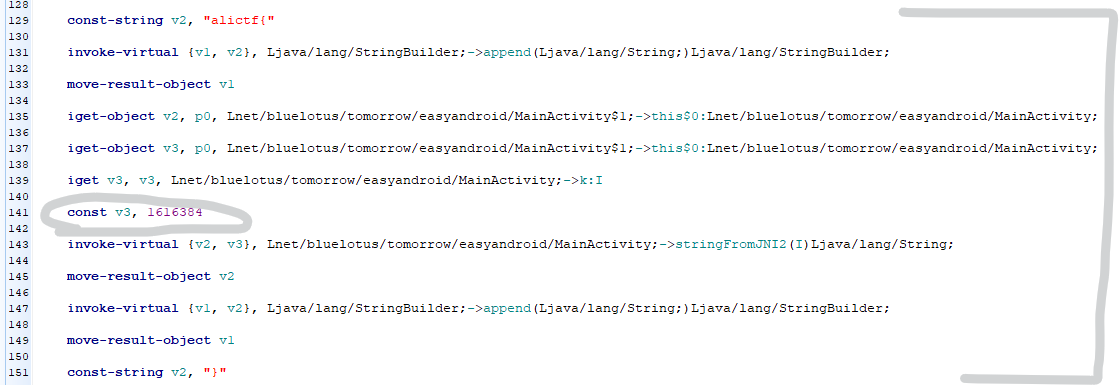 128
129 const-string v2, "alictf{"
130
131 invoke-virtual {v1, v2}, Ljava/lang/StringBuilder;->append(Ljava/lang/String;)Ljava/lang/StringBuilder;
132
133 move-result-object v1
134
135 iget-object v2, p0, Lnet/bluelotus/tomorrow/easyandroid/MainActivity$1;->this$0:Lnet/bluelotus/tomorrow/easyandroid/MainActivity;
136
137 iget-object v3, p0, Lnet/bluelotus/tomorrow/easyandroid/MainActivity$1;->this$0:Lnet/bluelotus/tomorrow/easyandroid/MainActivity;
138
139 iget v3, v3, Lnet/bluelotus/tomorrow/easyandroid/MainActivity;->k:I
140
141 const v3, 1616384
142
143 invoke-virtual {v2, v3}, Lnet/bluelotus/tomorrow/easyandroid/MainActivity;->stringFromJNI2(I)Ljava/lang/String;
144
145 move-result-object v2
146
147 invoke-virtual {v1, v2}, Ljava/lang/StringBuilder;->append(Ljava/lang/String;)Ljava/lang/StringBuilder;
148
149 move-result-object v1
150
151 const-string v2, "}"